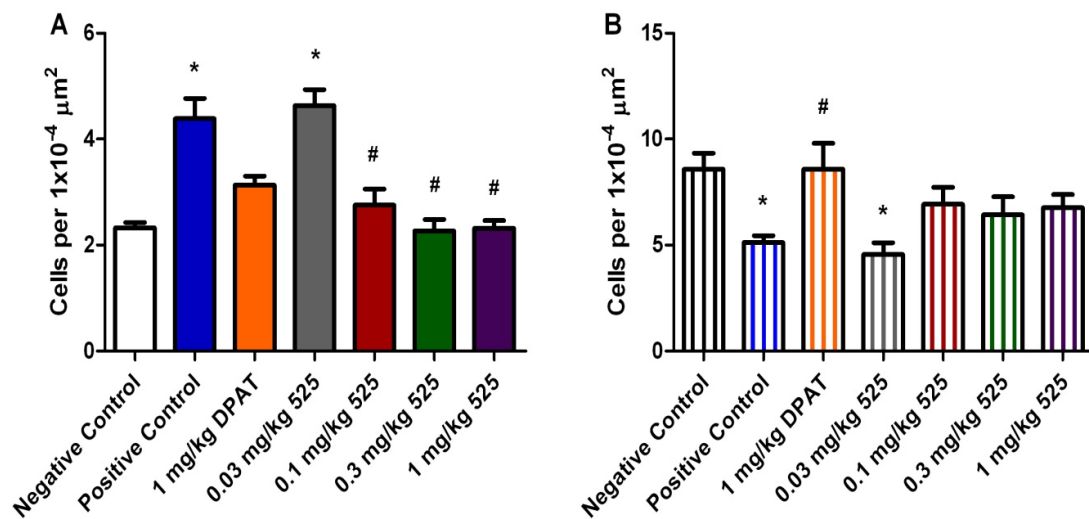 A
Cells per 1x10⁻⁴ μm²
6
4
2
0
*
*
#
#
#
Negative Control
Positive Control
1 mg/kg DPAT
0.03 mg/kg 525
0.1 mg/kg 525
0.3 mg/kg 525
1 mg/kg 525
B
Cells per 1x10⁻⁴ μm²
15
10
5
0
*
#
*
Negative Control
Positive Control
1 mg/kg DPAT
0.03 mg/kg 525
0.1 mg/kg 525
0.3 mg/kg 525
1 mg/kg 525